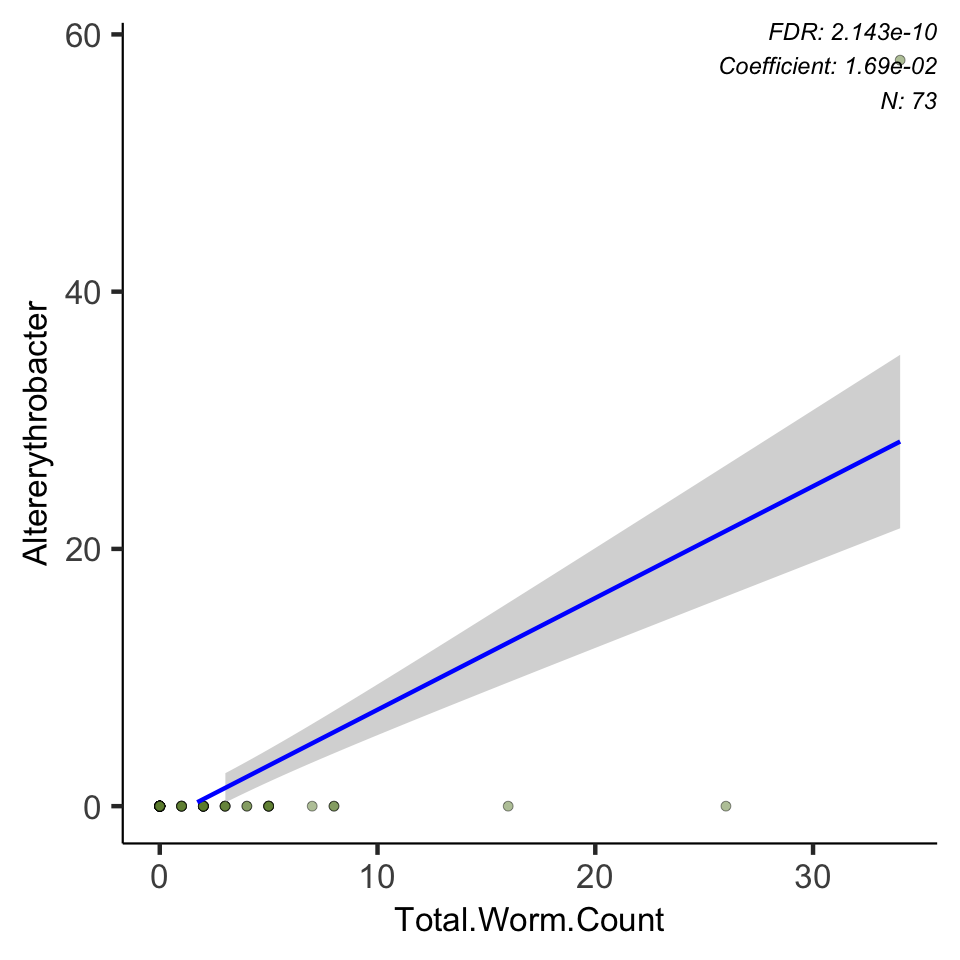 60
40
20
0
Altererythrobacter
FDR: 2.143e-10
Coefficient: 1.69e-02
N: 73
0 10 20 30
Total.Worm.Count